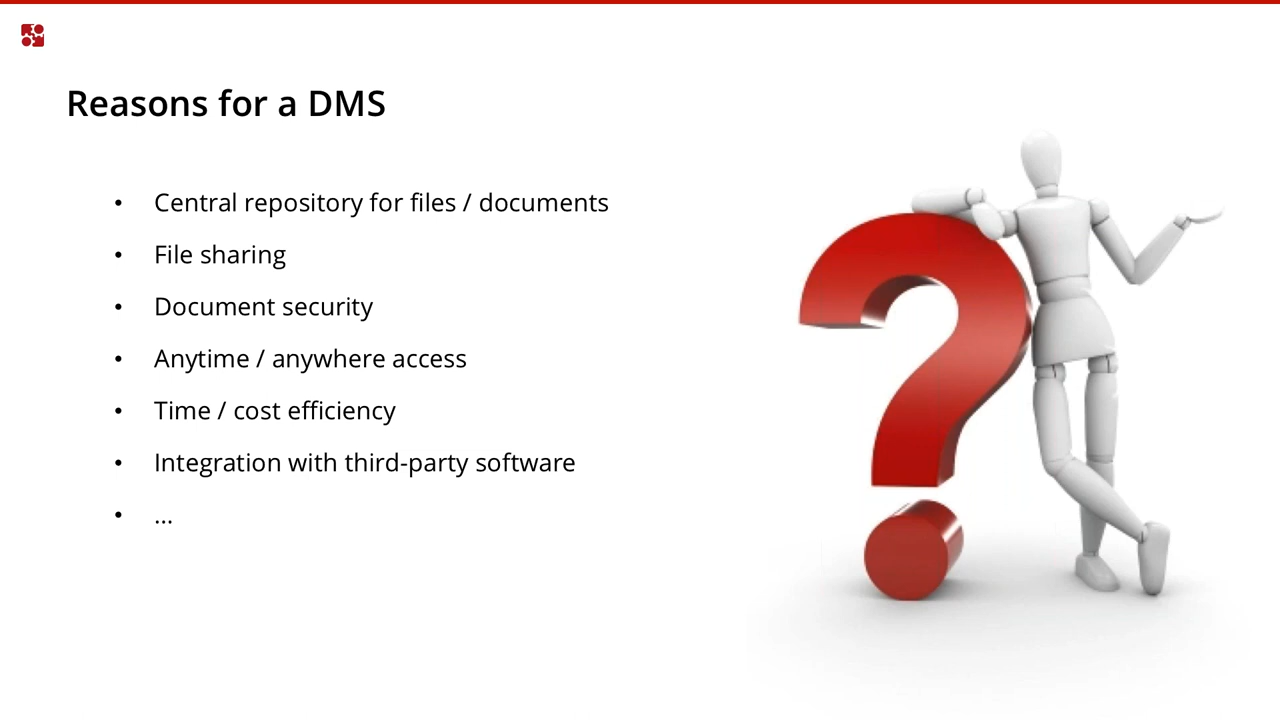 Reasons for a DMS
• Central repository for files / documents
• File sharing
• Document security
• Anytime / anywhere access
• Time / cost efficiency
• Integration with third-party software
• ...
?